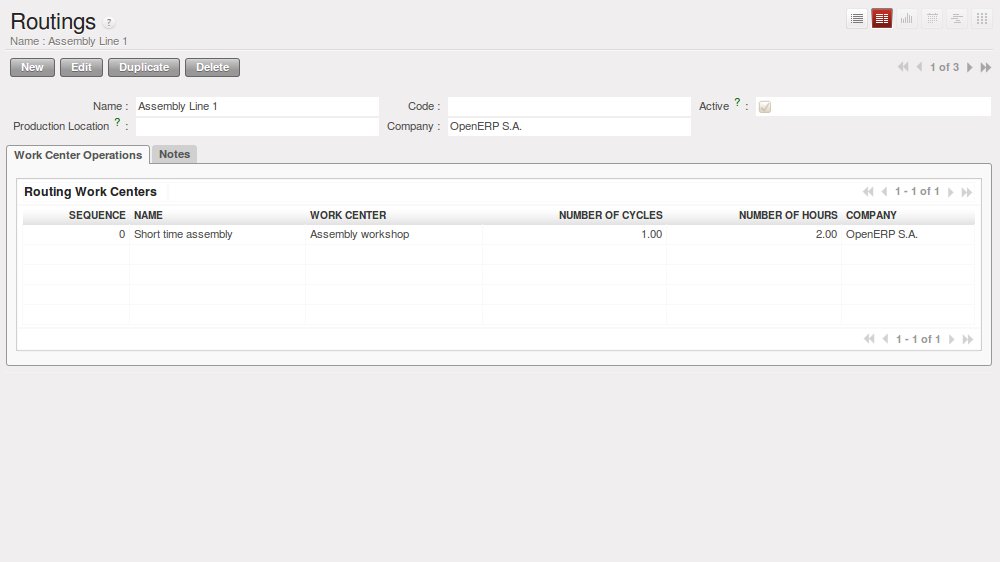 Routings ?
Name : Assembly Line 1
New Edit Duplicate Delete 1 of 3
Name : Assembly Line 1 Code : Active ? :
Production Location ? : Company : OpenERP S.A.
Work Center Operations Notes
Routing Work Centers 1 - 1 of 1
SEQUENCE NAME WORK CENTER NUMBER OF CYCLES NUMBER OF HOURS COMPANY
0 Short time assembly Assembly workshop 1.00 2.00 OpenERP S.A.
1 - 1 of 1